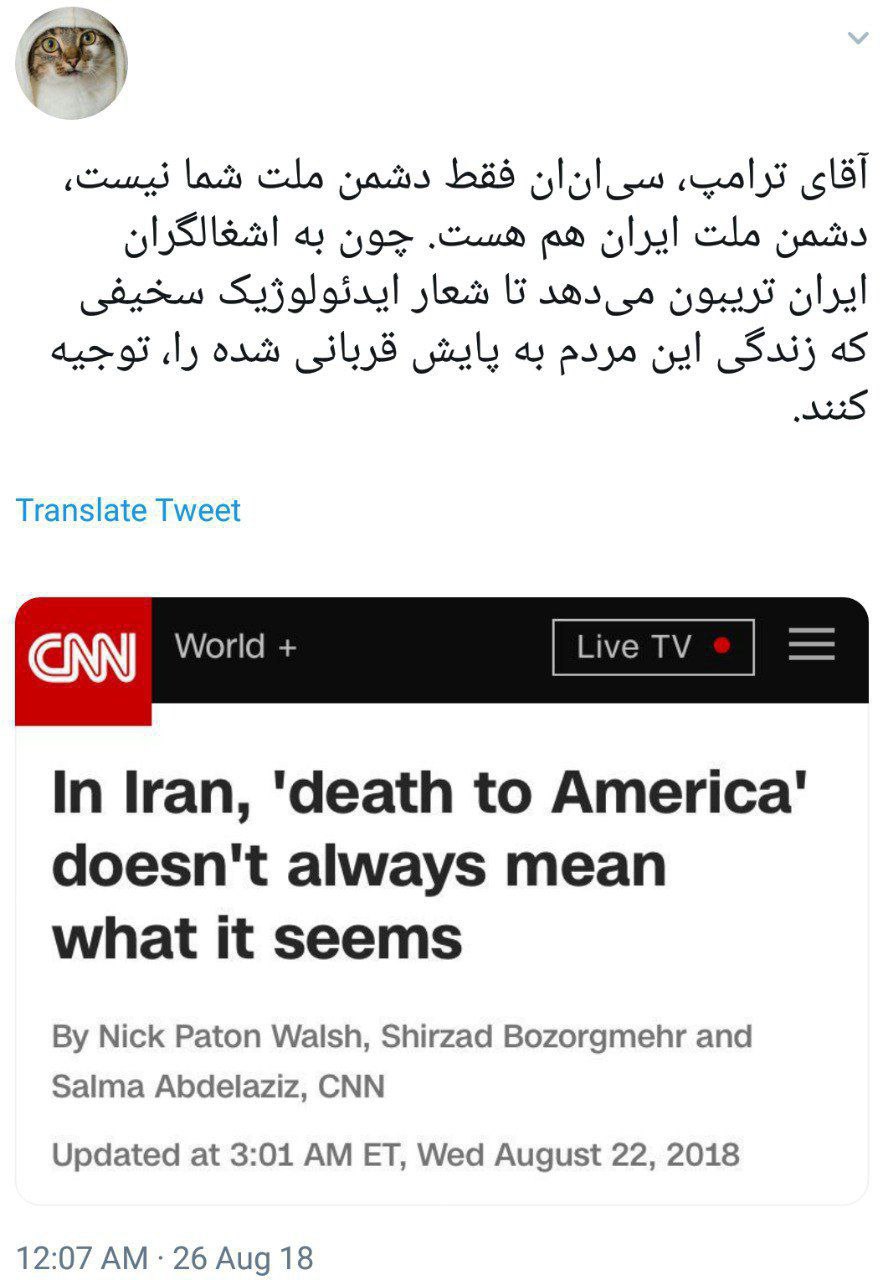 آقای ترامپ، سی‌ان‌ان فقط دشمن ملت شما نیست،
دشمن ملت ایران هم هست. چون به اشغالگران
ایران تریبون می‌دهد تا شعار ایدئولوژیک سخیفی
که زندگی این مردم به پایش قربانی شده را، توجیه
کنند.
Translate Tweet
CNN World + Live TV
In Iran, 'death to America'
doesn't always mean
what it seems
By Nick Paton Walsh, Shirzad Bozorgmehr and
Salma Abdelaziz, CNN
Updated at 3:01 AM ET, Wed August 22, 2018
12:07 AM · 26 Aug 18